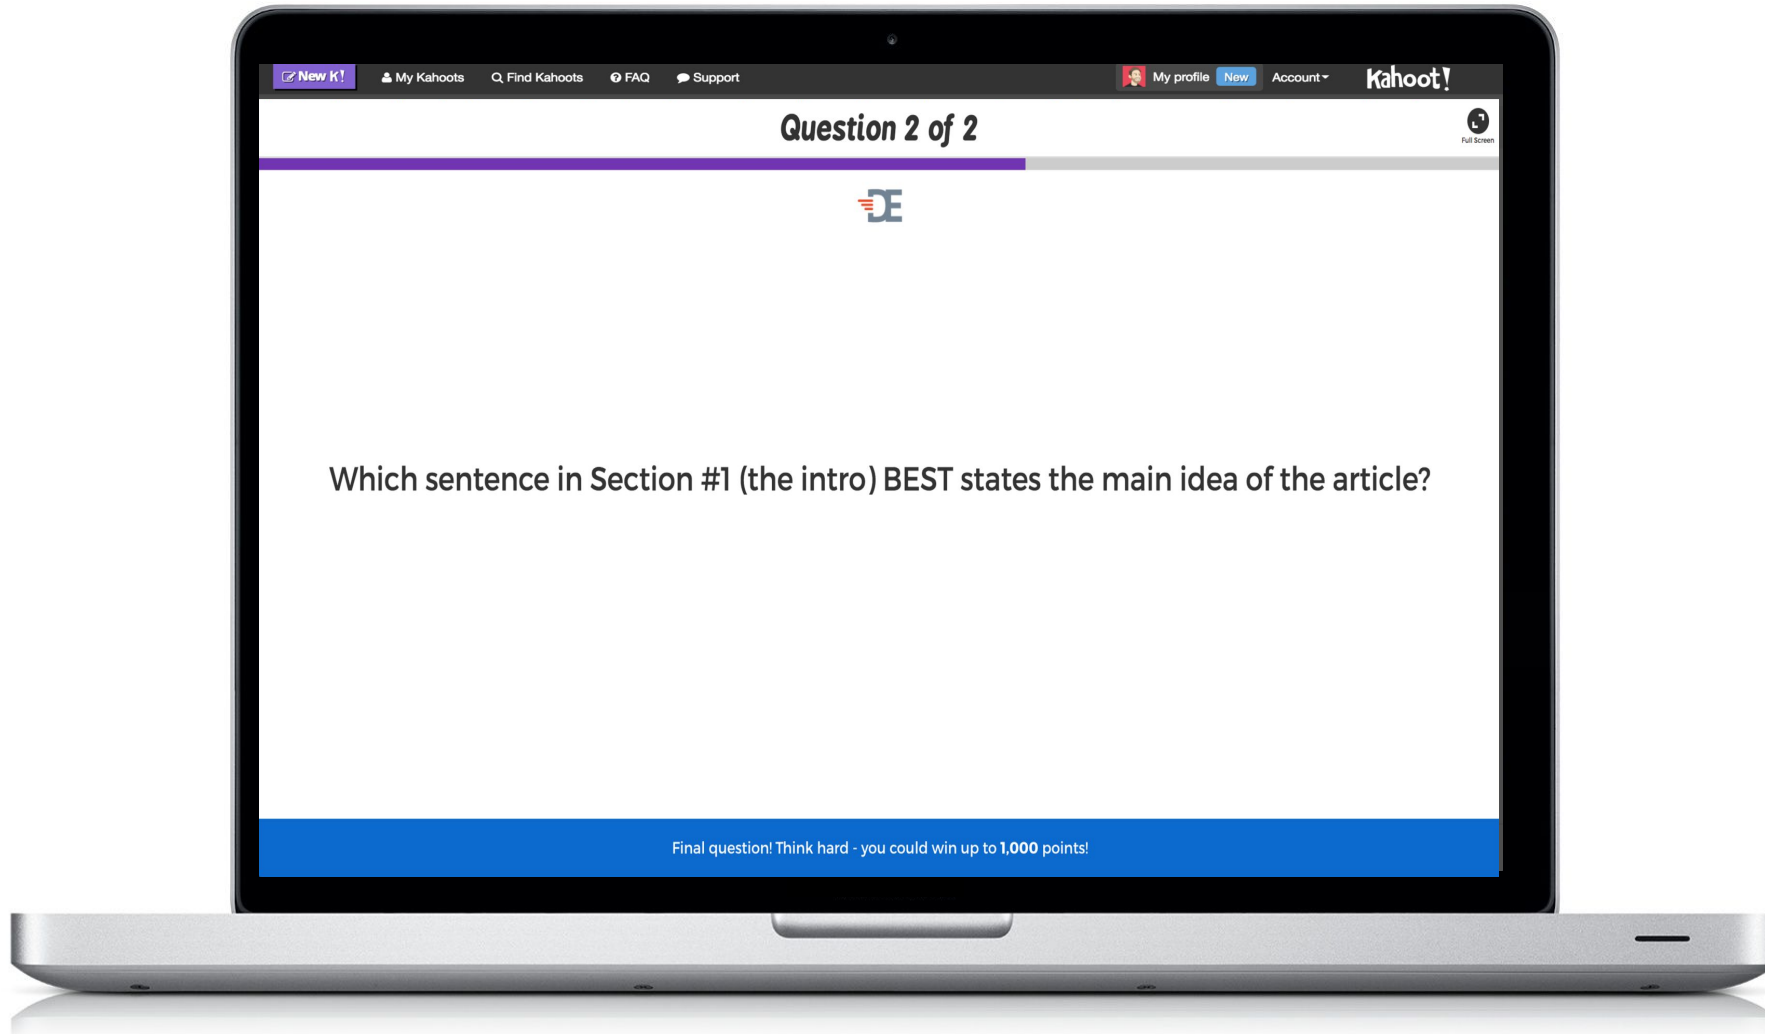 New K! My Kahoots Find Kahoots FAQ Support My profile New Account Kahoot!
Question 2 of 2
Full Screen
DE
Which sentence in Section #1 (the intro) BEST states the main idea of the article?
Final question! Think hard - you could win up to 1,000 points!